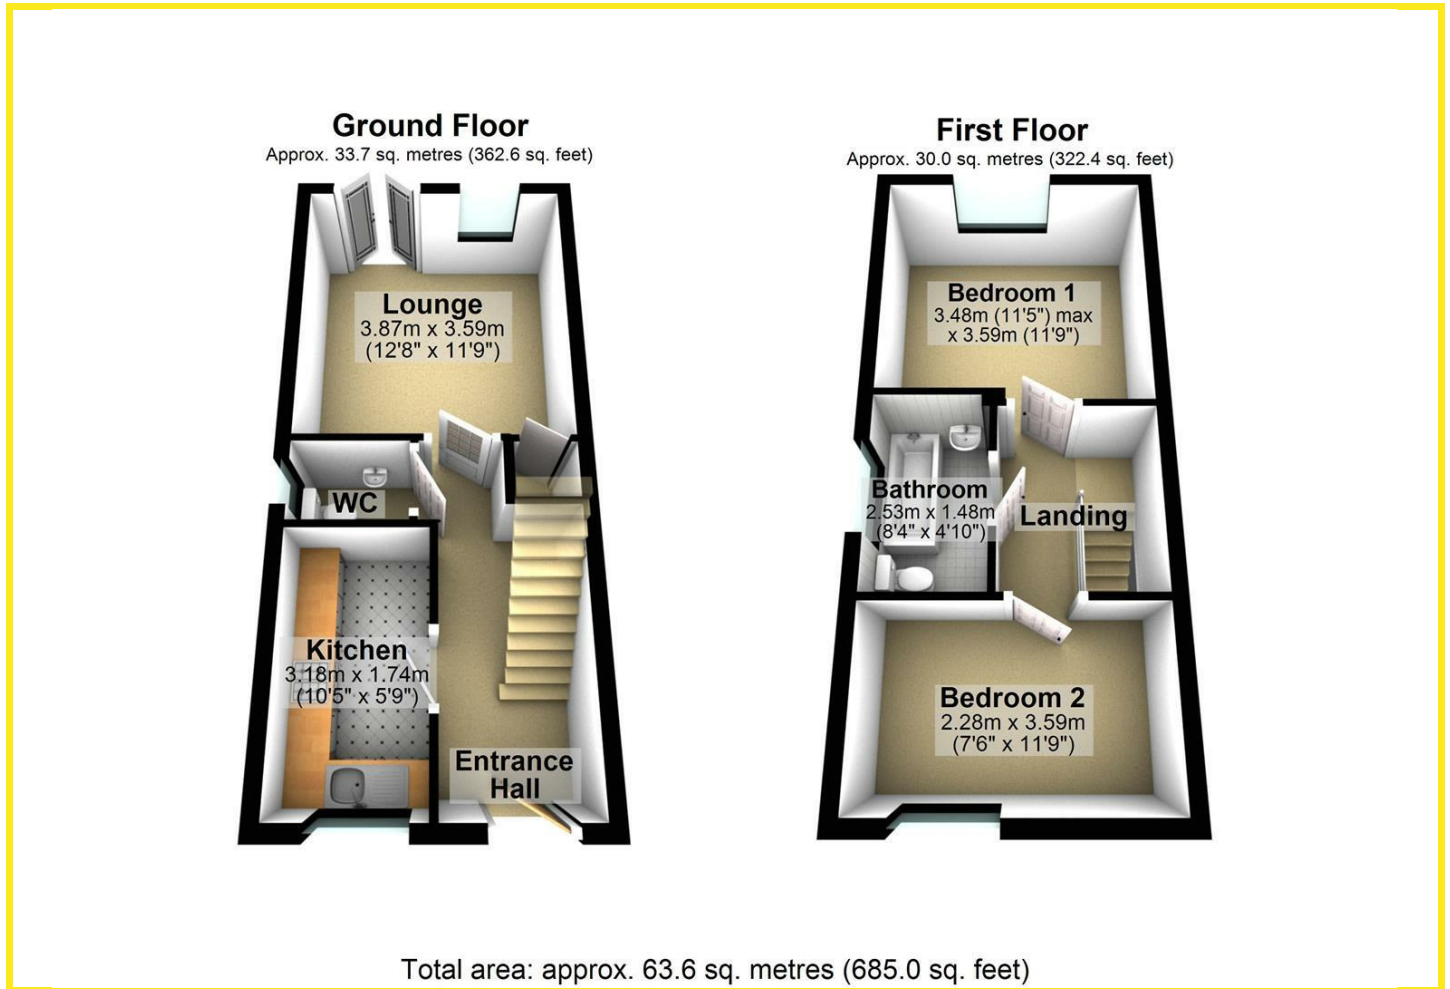 Ground Floor
Approx. 33.7 sq. metres (362.6 sq. feet)
Lounge
3.87m x 3.59m
(12'8" x 11'9")
WC
Kitchen
3.18m x 1.74m
(10'5" x 5'9")
Entrance
Hall
First Floor
Approx. 30.0 sq. metres (322.4 sq. feet)
Bedroom 1
3.48m (11'5") max
x 3.59m (11'9")
Bathroom
2.53m x 1.48m
(8'4" x 4'10")
Landing
Bedroom 2
2.28m x 3.59m
(7'6" x 11'9")
Total area: approx. 63.6 sq. metres (685.0 sq. feet)